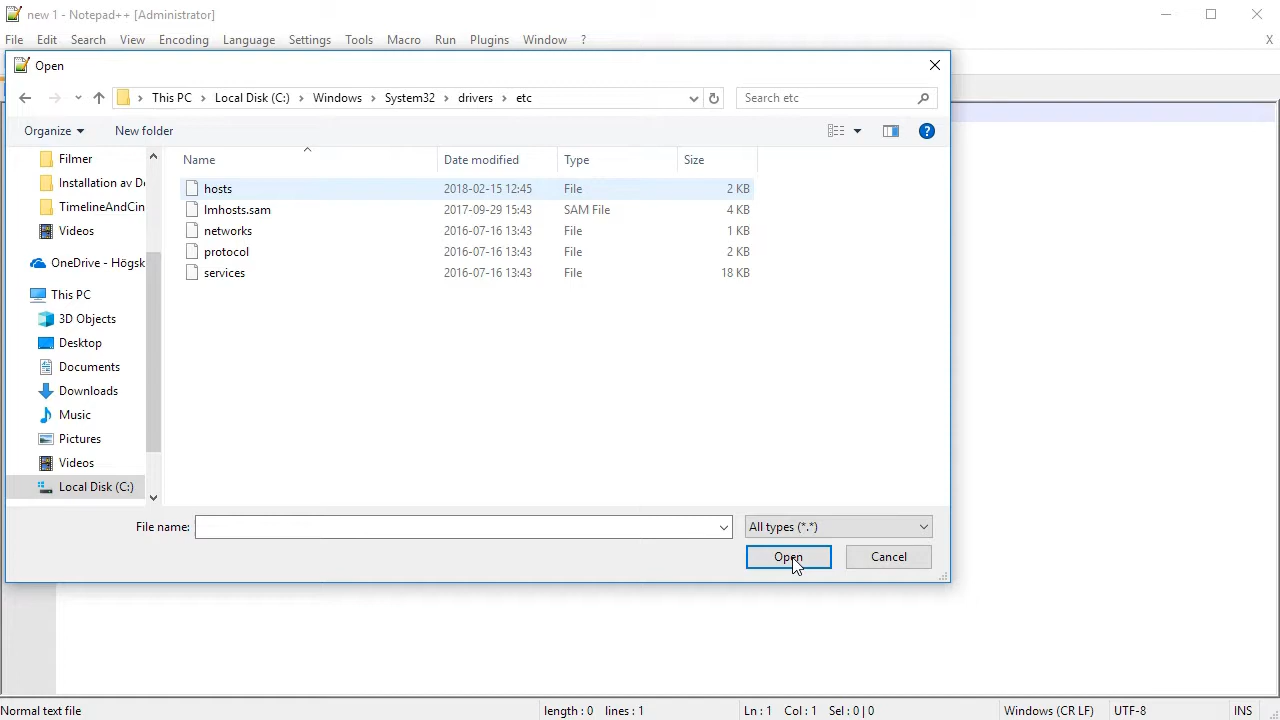 new 1 - Notepad++ [Administrator]
File Edit Search View Encoding Language Settings Tools Macro Run Plugins Window ? X
Open
This PC Local Disk (C:) Windows System32 drivers etc Search etc
Organize New folder ?
Name Date modified Type Size
Filmer
Installation av De
TimelineAndCin
Videos
OneDrive - Högsk
This PC
3D Objects
Desktop
Documents
Downloads
Music
Pictures
Videos
Local Disk (C:)
hosts 2018-02-15 12:45 File 2 KB
lmhosts.sam 2017-09-29 15:43 SAM File 4 KB
networks 2016-07-16 13:43 File 1 KB
protocol 2016-07-16 13:43 File 2 KB
services 2016-07-16 13:43 File 18 KB
File name: All types (*.*)
Open Cancel
Normal text file length : 0 lines : 1 Ln : 1 Col : 1 Sel : 0 | 0 Windows (CR LF) UTF-8 INS